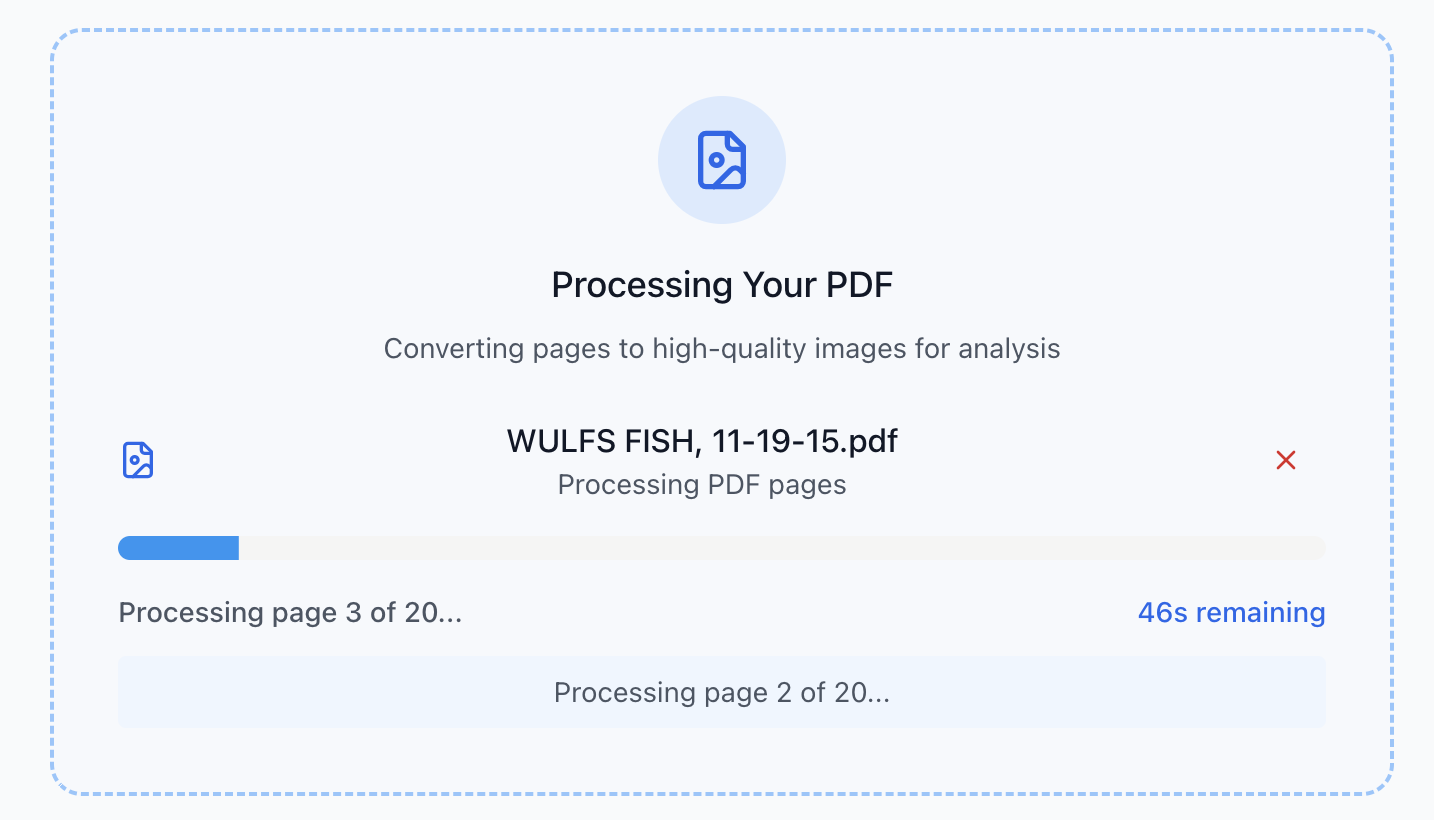 Processing Your PDF
Converting pages to high-quality images for analysis
WULFS FISH, 11-19-15.pdf
Processing PDF pages
Processing page 3 of 20...
46s remaining
Processing page 2 of 20...